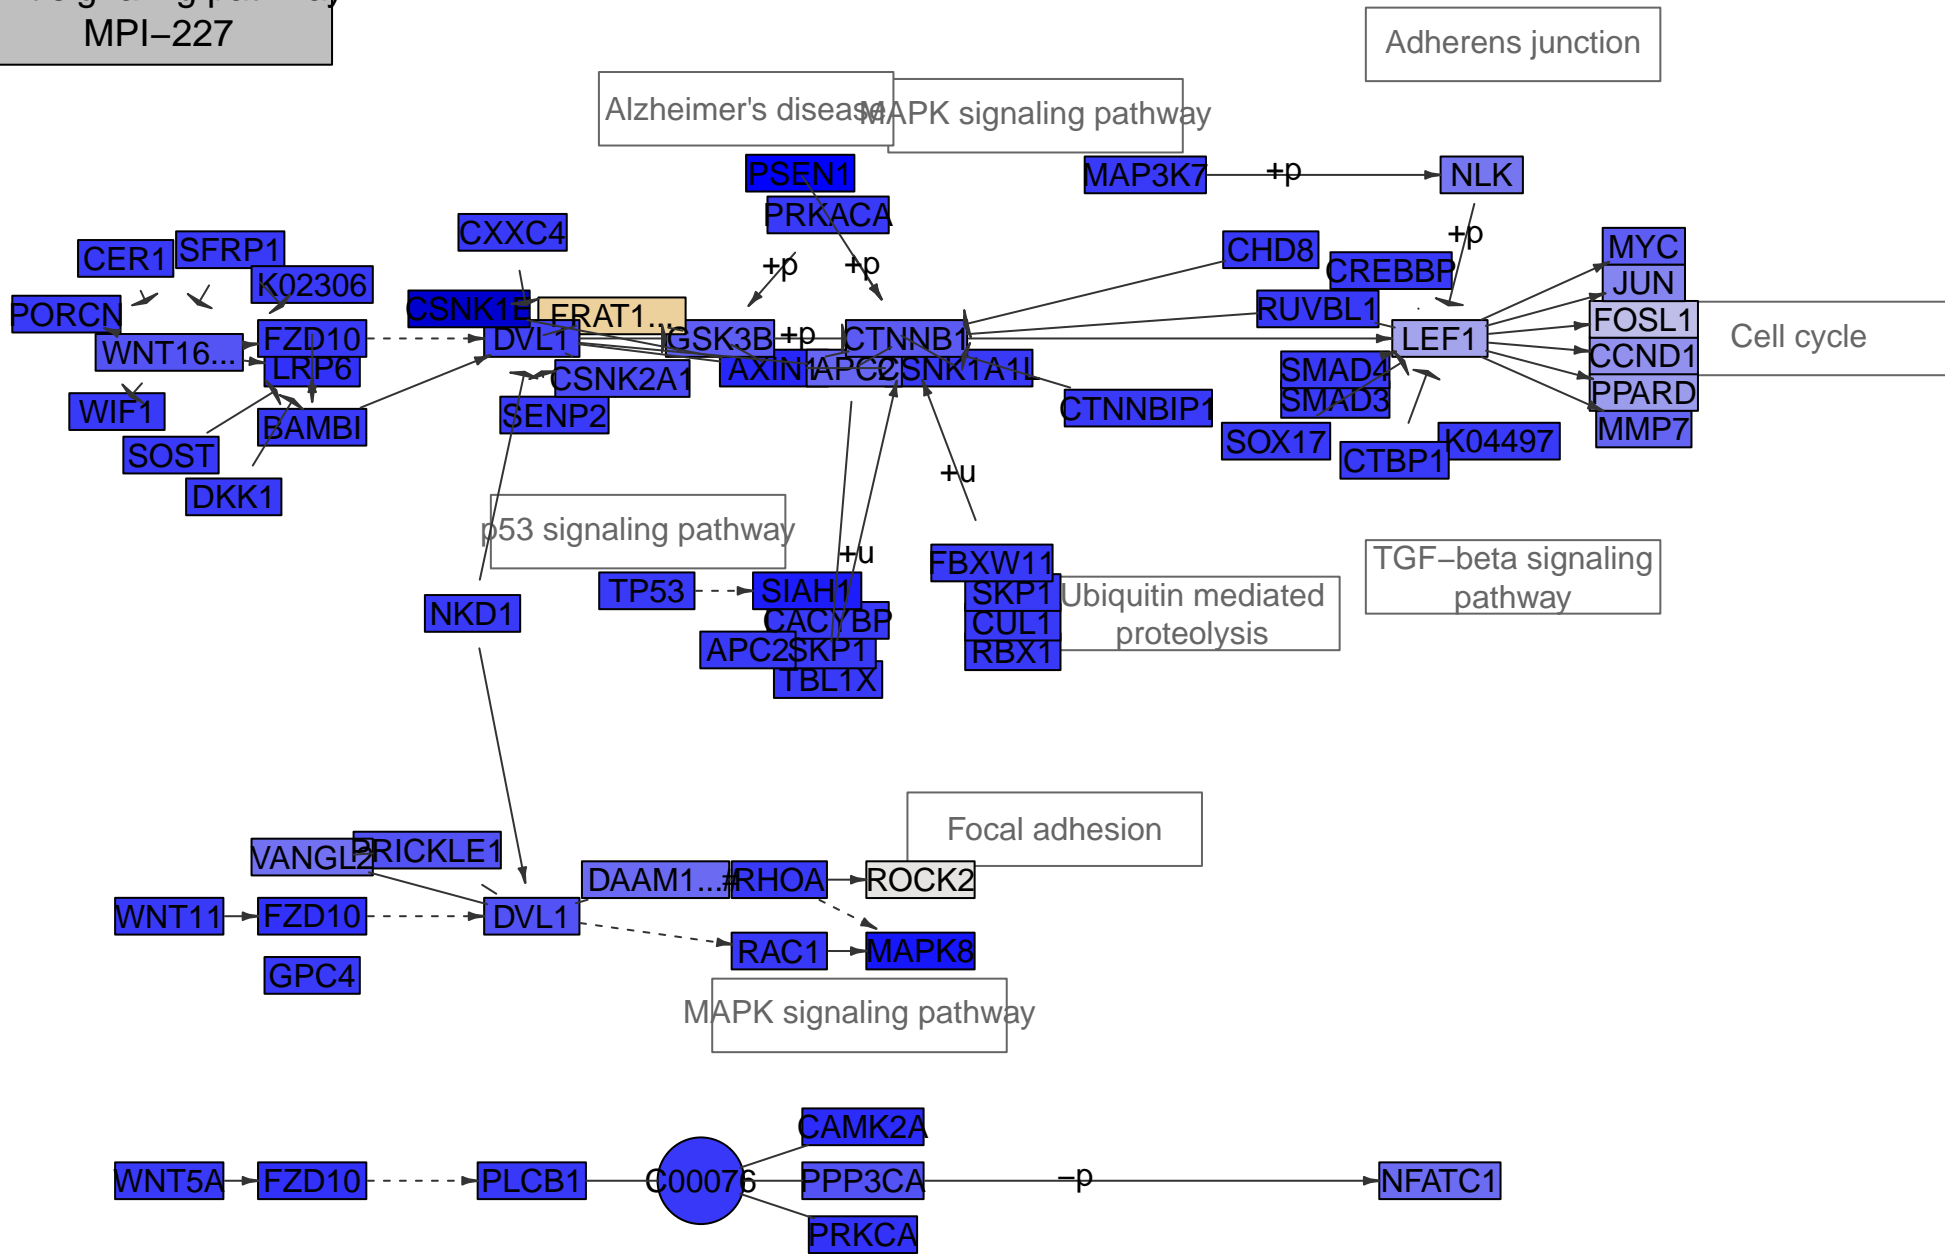 signaling pathway
MPI−227
Adherens junction
Alzheimer's disease
MAPK signaling pathway
PSEN1
PRKACA
MAP3K7
+p
NLK
CXXC4
CER1
SFRP1
K02306
PORCN
WNT16...
FZD10
LRP6
WIF1
SOST
BAMBI
DKK1
CSNK1E
FRAT1...
DVL1
CSNK2A1
SENP2
+p
+p
GSK3B
+p
CTNNB1
AXIN1
APC2
CSNK1A1L
CHD8
CREBBP
RUVBL1
+p
LEF1
SMAD4
SMAD3
SOX17
CTBP1
K04497
CTNNBIP1
MYC
JUN
FOSL1
CCND1
PPARD
MMP7
Cell cycle
p53 signaling pathway
+u
+u
TP53
SIAH1
CACYBP
APC2
SKP1
TBL1X
FBXW11
SKP1
CUL1
RBX1
Ubiquitin mediated
proteolysis
TGF−beta signaling
pathway
NKD1
Focal adhesion
VANGL2
PRICKLE1
DAAM1...
#
RHOA
ROCK2
WNT11
FZD10
DVL1
GPC4
RAC1
MAPK8
MAPK signaling pathway
CAMK2A
WNT5A
FZD10
PLCB1
C00076
PPP3CA
−p
NFATC1
PRKCA